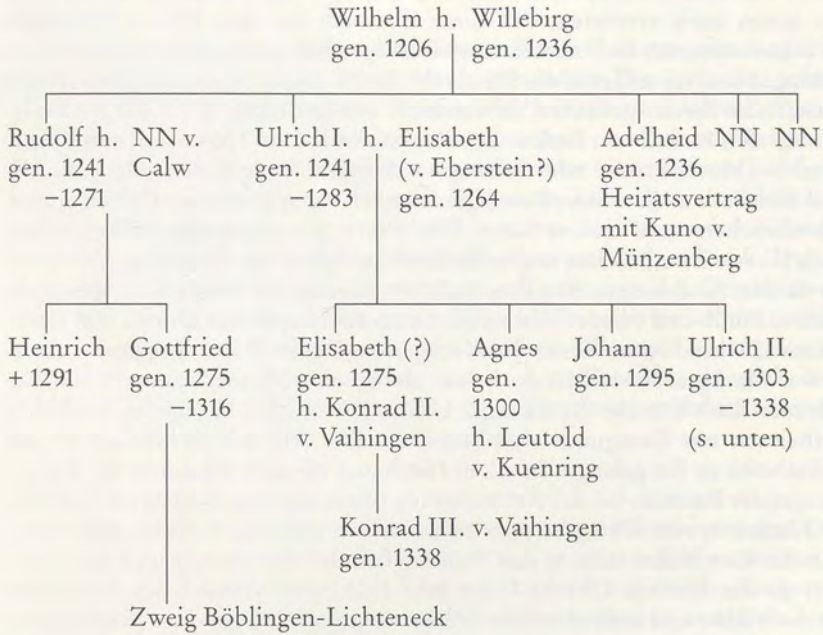 Wilhelm h. Willebirg
gen. 1206 gen. 1236
Rudolf h. NN v. Ulrich I. h. Elisabeth Adelheid NN NN
gen. 1241 Calw gen. 1241 (v. Eberstein?) gen. 1236
–1271 –1283 gen. 1264 Heiratsvertrag
mit Kuno v.
Münzenberg
Heinrich Gottfried Elisabeth (?) Agnes Johann Ulrich II.
+ 1291 gen. 1275 gen. 1275 gen. gen. 1295 gen. 1303
–1316 h. Konrad II. 1300 –1338
v. Vaihingen h. Leutold (s. unten)
v. Kuenring
Konrad III. v. Vaihingen
gen. 1338
Zweig Böblingen-Lichteneck